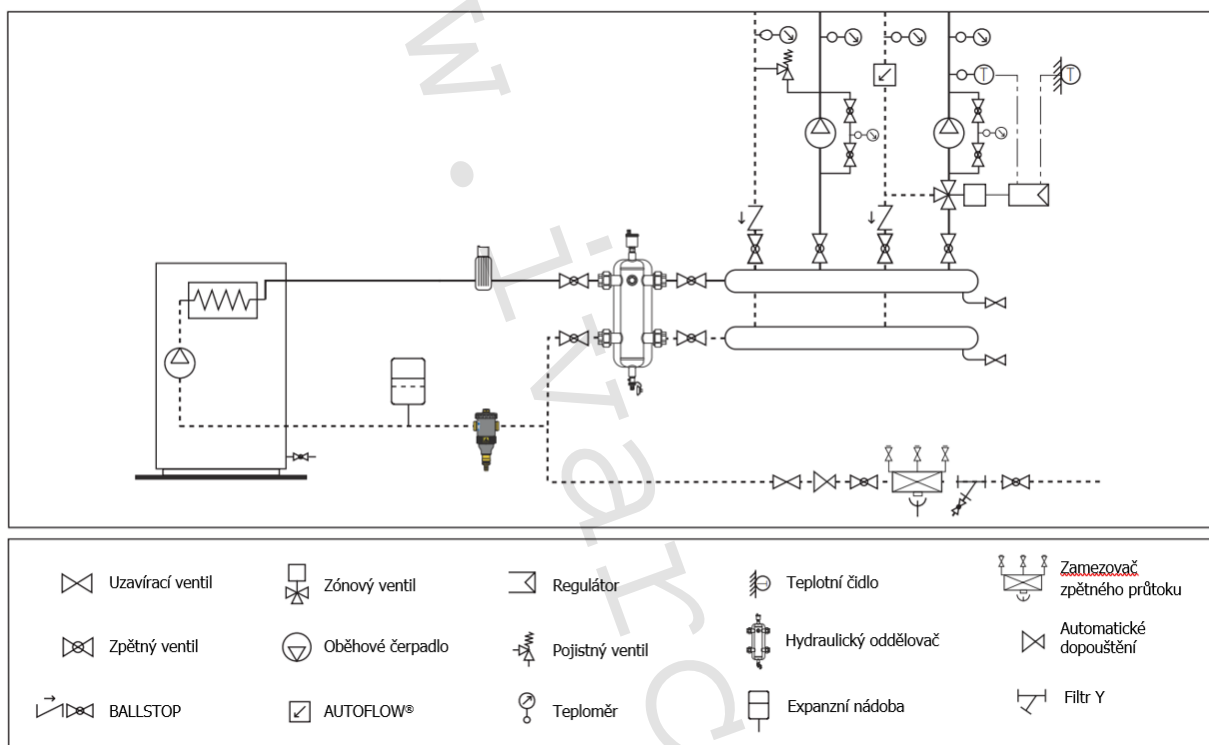 T
T
w.ivarc
Uzavírací ventil
Zónový ventil
Regulátor
Teplotní čidlo
Zamezovač
zpětného průtoku
Zpětný ventil
Oběhové čerpadlo
Pojistný ventil
Hydraulický oddělovač
Automatické
dopouštění
BALLSTOP
AUTOFLOW®
Teploměr
Expanzní nádoba
Filtr Y